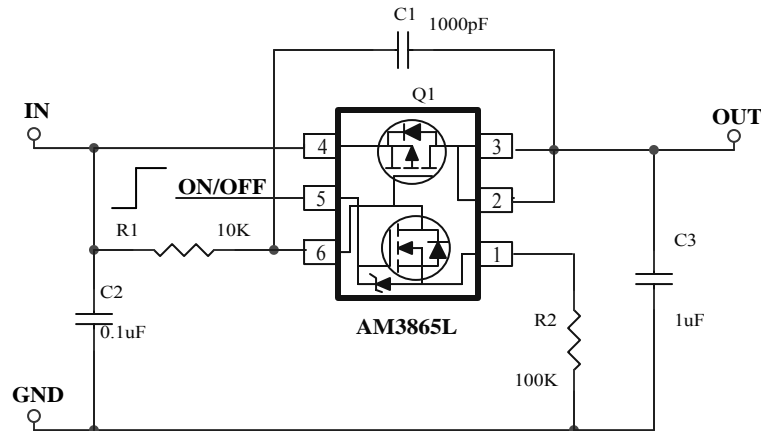 C1
1000pF
Q1
IN
OUT
4
3
ON/OFF
5
2
R1
10K
6
1
C3
C2
0.1uF
AM3865L
R2
1uF
100K
GND